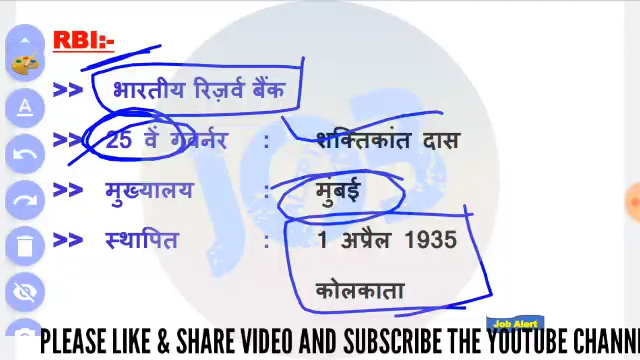 RBI:-
>> भारतीय रिज़र्व बैंक
>> 25 वें गवर्नर : शक्तिकांत दास
>> मुख्यालय : मुंबई
>> स्थापित : 1 अप्रैल 1935
कोलकाता
Job Alert
PLEASE LIKE & SHARE VIDEO AND SUBSCRIBE THE YOUTUBE CHANN